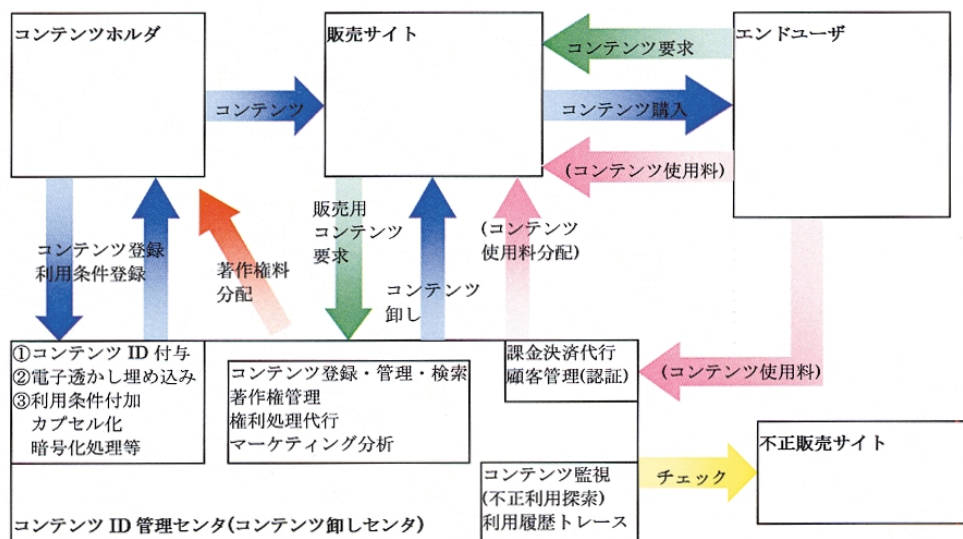 コンテンツホルダ
販売サイト
エンドユーザ
コンテンツ要求
コンテンツ
コンテンツ購入
(コンテンツ使用料)
コンテンツ登録
利用条件登録
著作権料
分配
販売用
コンテンツ
要求
コンテンツ
卸し
(コンテンツ
使用料分配)
(コンテンツ使用料)
①コンテンツ ID 付与
②電子透かし埋め込み
③利用条件付加
カプセル化
暗号化処理等
コンテンツ登録・管理・検索
著作権管理
権利処理代行
マーケティング分析
課金決済代行
顧客管理(認証)
コンテンツ監視
(不正利用探索)
利用履歴トレース
チェック
不正販売サイト
コンテンツ ID 管理センタ(コンテンツ卸しセンタ)